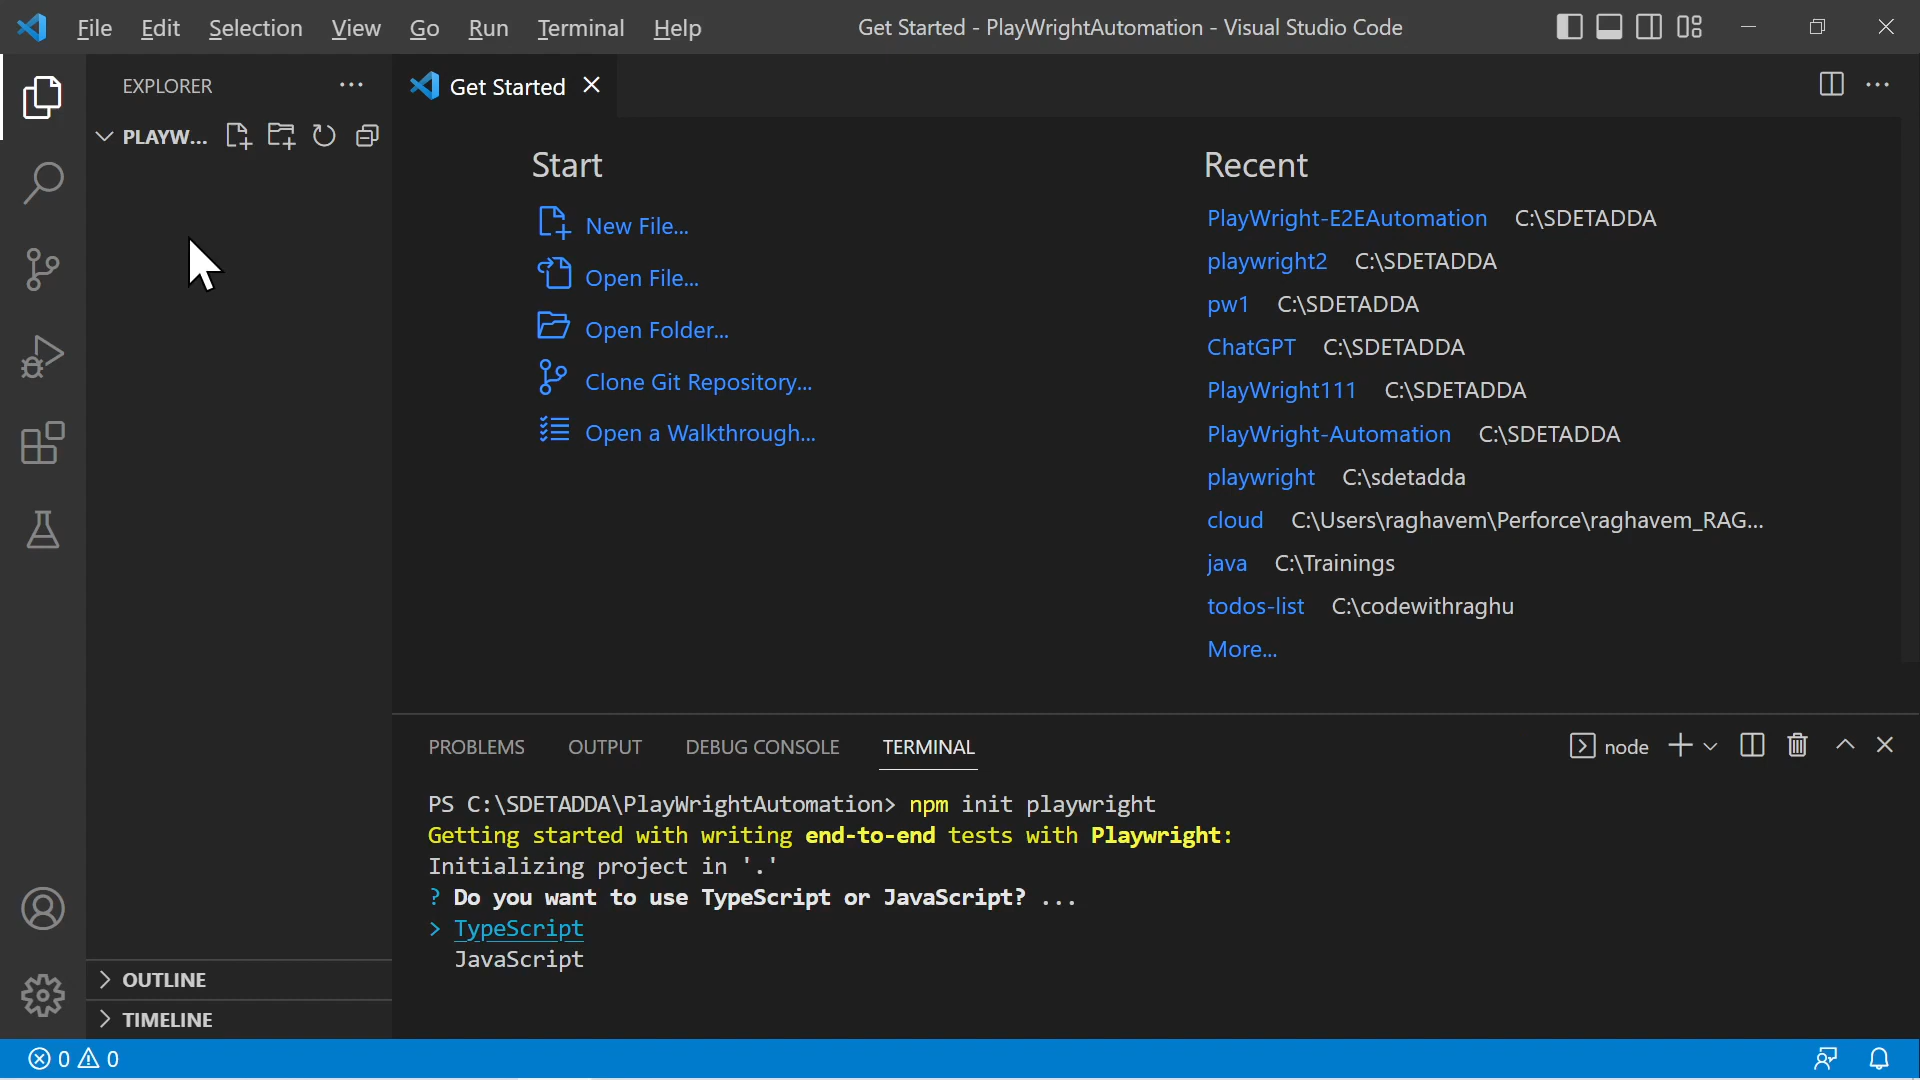 File Edit Selection View Go Run Terminal Help Get Started - PlayWrightAutomation - Visual Studio Code
EXPLORER
Get Started
PLAYW...
Start
New File...
Open File...
Open Folder...
Clone Git Repository...
Open a Walkthrough...
Recent
PlayWright-E2EAutomation C:\SDETADDA
playwright2 C:\SDETADDA
pw1 C:\SDETADDA
ChatGPT C:\SDETADDA
PlayWright111 C:\SDETADDA
PlayWright-Automation C:\SDETADDA
playwright C:\sdetadda
cloud C:\Users\raghavem\Perforce\raghavem_RAG...
java C:\Trainings
todos-list C:\codewithraghu
More...
PROBLEMS OUTPUT DEBUG CONSOLE TERMINAL node
PS C:\SDETADDA\PlayWrightAutomation> npm init playwright
Getting started with writing end-to-end tests with Playwright:
Initializing project in '.'
? Do you want to use TypeScript or JavaScript? ...
> TypeScript
JavaScript
OUTLINE
TIMELINE
0 0